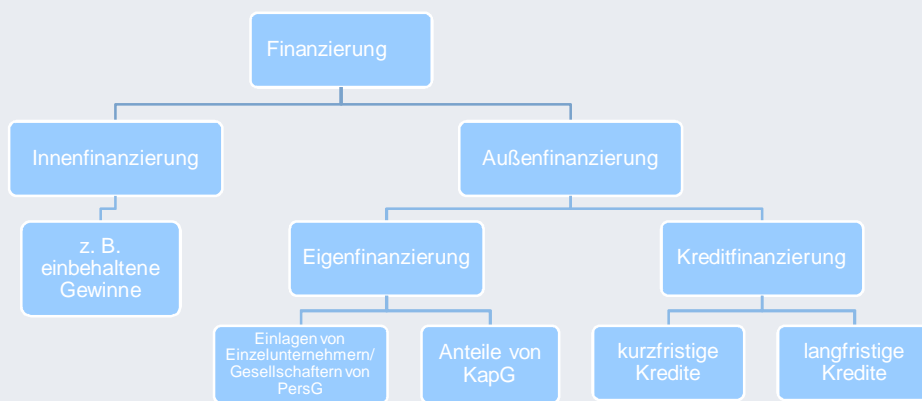 Finanzierung
Innenfinanzierung
Außenfinanzierung
z. B.
einbehaltene
Gewinne
Eigenfinanzierung
Kreditfinanzierung
Einlagen von
Einzelunternehmern/
Gesellschaftern von
PersG
Anteile von
KapG
kurzfristige
Kredite
langfristige
Kredite